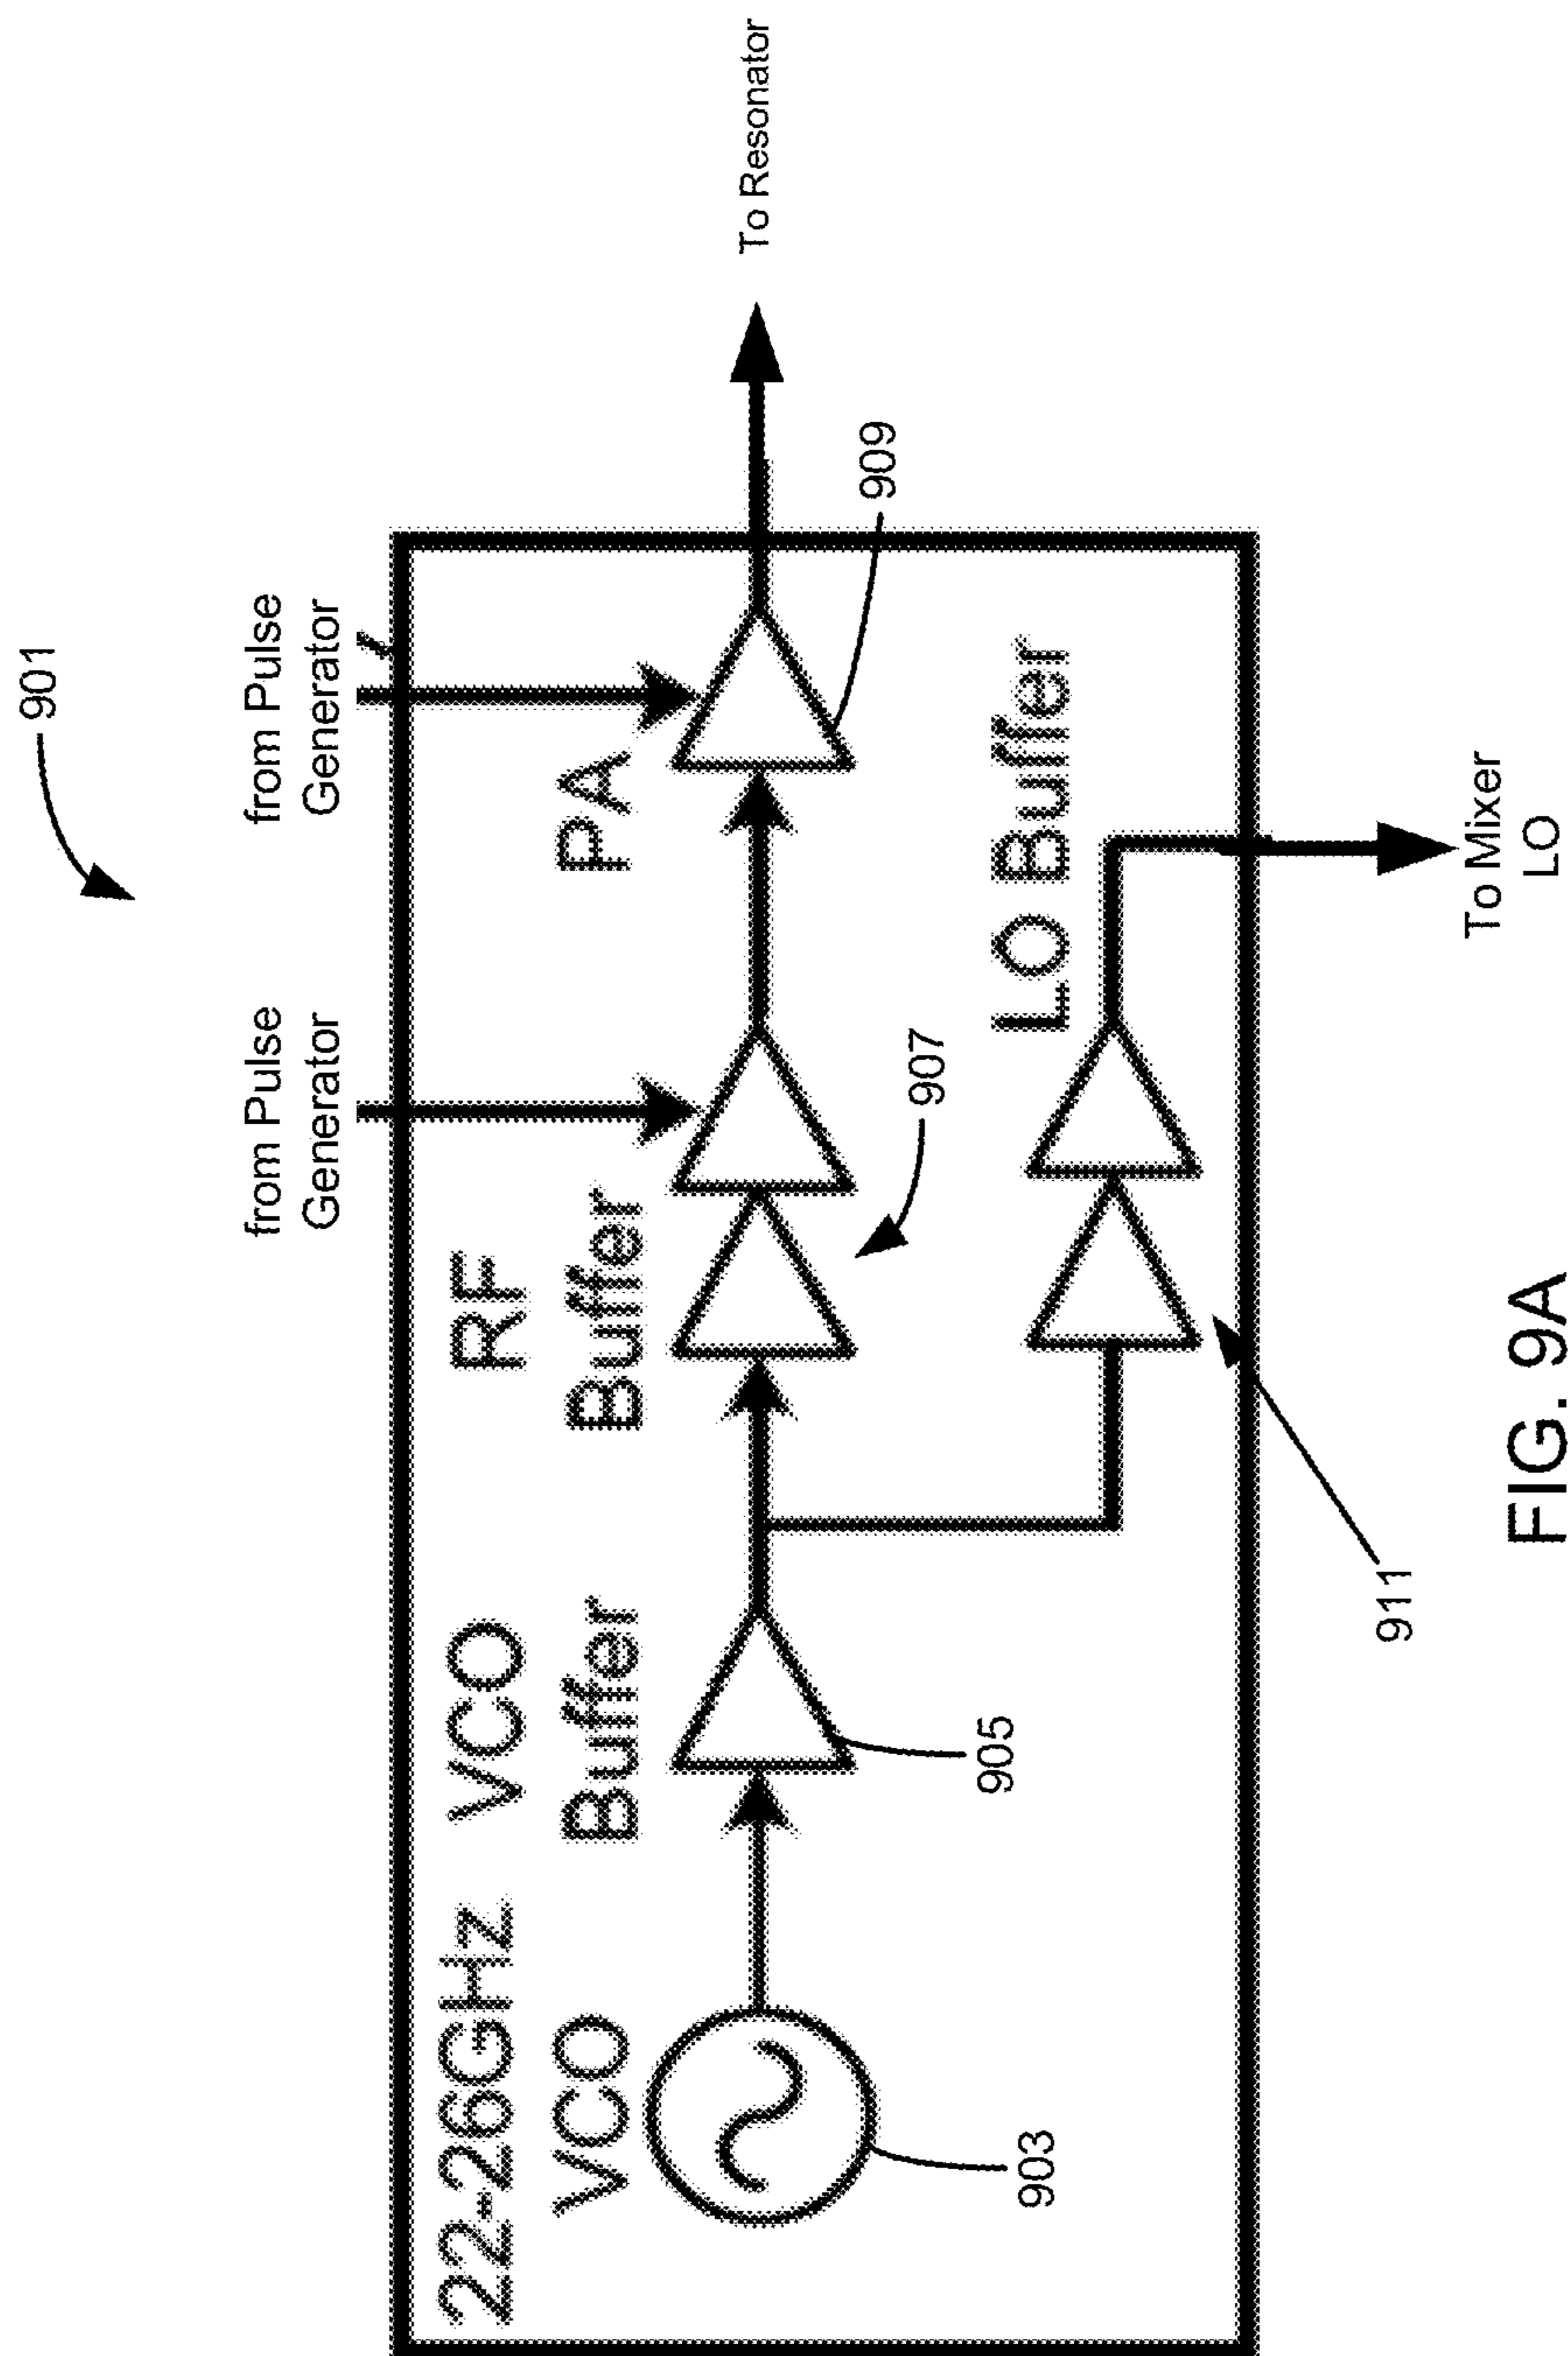 901
from Pulse
Generator
from Pulse
Generator
22-26GHz
VCO
VCO
Buffer
RF
Buffer
PA
To Resonator
903
905
907
909
LO Buffer
911
To Mixer
LO
FIG. 9A